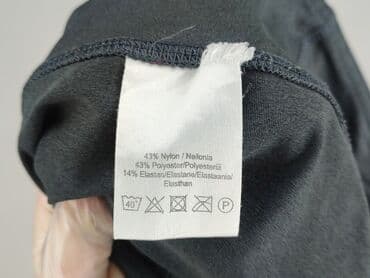 43% Nylon / Nailonia
43% Polyester/Polyesteriä
14% Elastan/Elastane/Elastaania/
Elasthan
40°
P